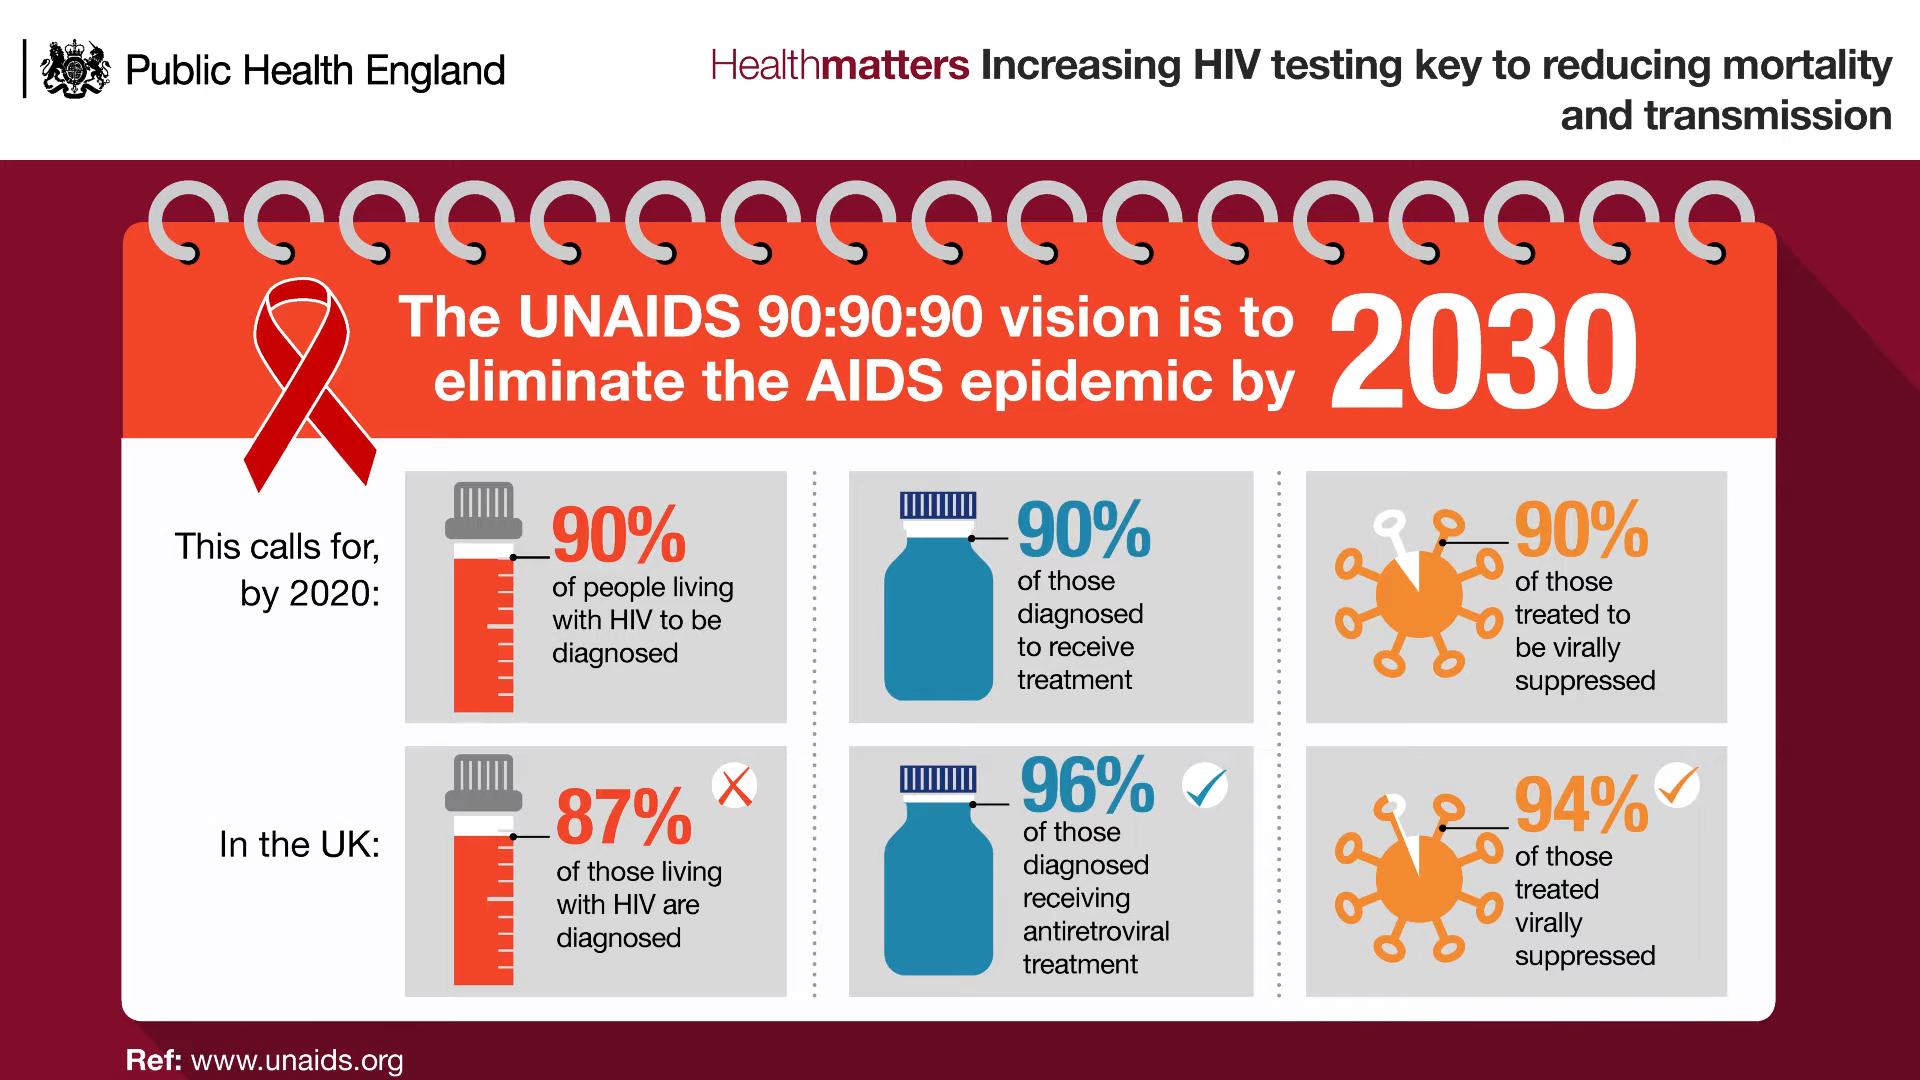 Public Health England
Healthmatters Increasing HIV testing key to reducing mortality
and transmission
The UNAIDS 90:90:90 vision is to
eliminate the AIDS epidemic by
2030
This calls for,
by 2020:
90%
of people living
with HIV to be
diagnosed
90%
of those
diagnosed
to receive
treatment
90%
of those
treated to
be virally
suppressed
In the UK:
87%
of those living
with HIV are
diagnosed
96%
of those
diagnosed
receiving
antiretroviral
treatment
94%
of those
treated
virally
suppressed
Ref: www.unaids.org